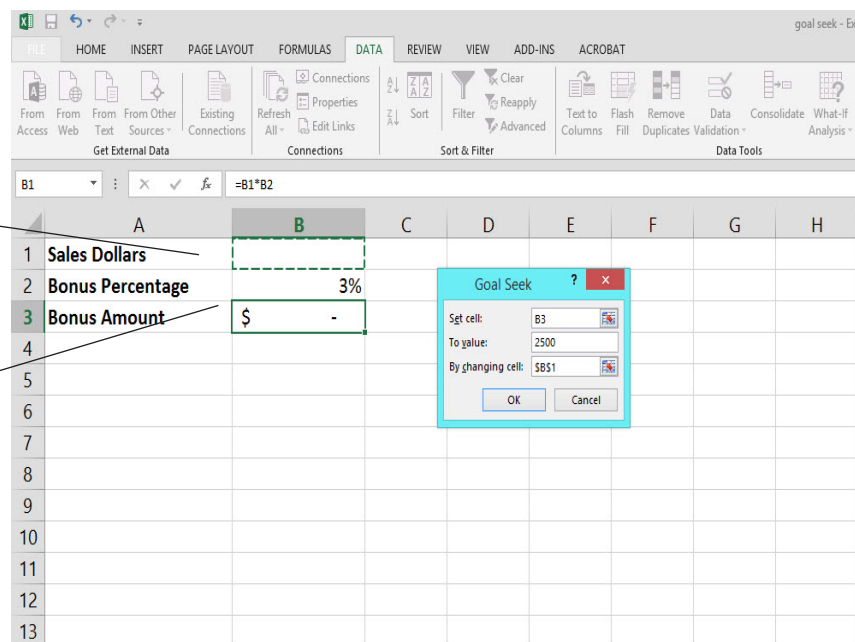 goal seek - Ex
FILE HOME INSERT PAGE LAYOUT FORMULAS DATA REVIEW VIEW ADD-INS ACROBAT
From Access
From Web
From Text
From Other Sources
Existing Connections
Get External Data
Refresh All
Connections
Properties
Edit Links
Connections
Sort
Filter
Clear
Reapply
Advanced
Sort & Filter
Text to Columns
Flash Fill
Remove Duplicates
Data Validation
Consolidate
What-If Analysis
Data Tools
B1 fx =B1*B2
A B C D E F G H
1 Sales Dollars
2 Bonus Percentage 3%
3 Bonus Amount $ -
4
5
6
7
8
9
10
11
12
13
Goal Seek ? x
Set cell: B3
To value: 2500
By changing cell: $B$1
OK Cancel